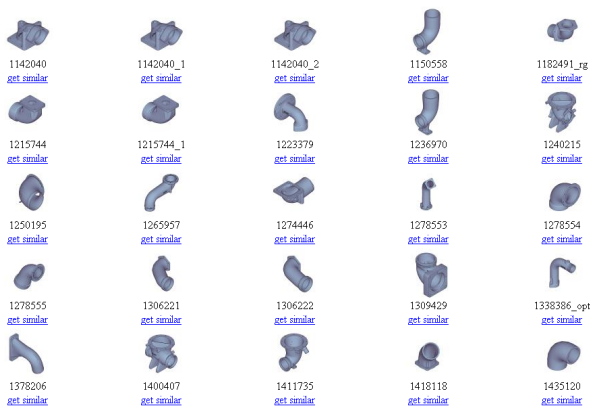 1142040 1142040_1 1142040_2 1150558 1182491_rg
get similar get similar get similar get similar get similar
1215744 1215744_1 1223379 1236970 1240215
get similar get similar get similar get similar get similar
1250195 1265957 1274446 1278553 1278554
get similar get similar get similar get similar get similar
1278555 1306221 1306222 1309429 1338386_opt
get similar get similar get similar get similar get similar
1378206 1400407 1411735 1418118 1435120
get similar get similar get similar get similar get similar